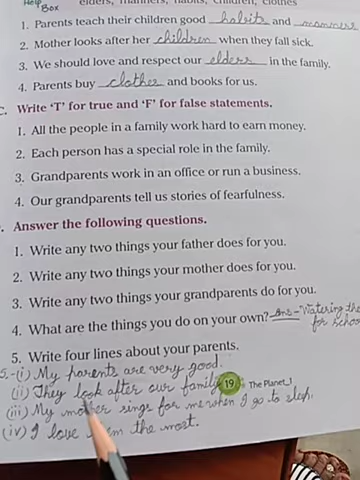 Help Box elders, manners, habits, children, clothes
1. Parents teach their children good habits and manners
2. Mother looks after her children when they fall sick.
3. We should love and respect our elders in the family.
4. Parents buy clothes and books for us.
C. Write 'T' for true and 'F' for false statements.
1. All the people in a family work hard to earn money.
2. Each person has a special role in the family.
3. Grandparents work in an office or run a business.
4. Our grandparents tell us stories of fearfulness.
Answer the following questions.
1. Write any two things your father does for you.
2. Write any two things your mother does for you.
3. Write any two things your grandparents do for you.
4. What are the things you do on your own? Ans - Watering the
for school
5. Write four lines about your parents.
5.-(i) My parents are very good.
(ii) They look after our family. 19 The Planet
(iii) My mother sings for me when I go to sleep.
(iv) I love them the most.